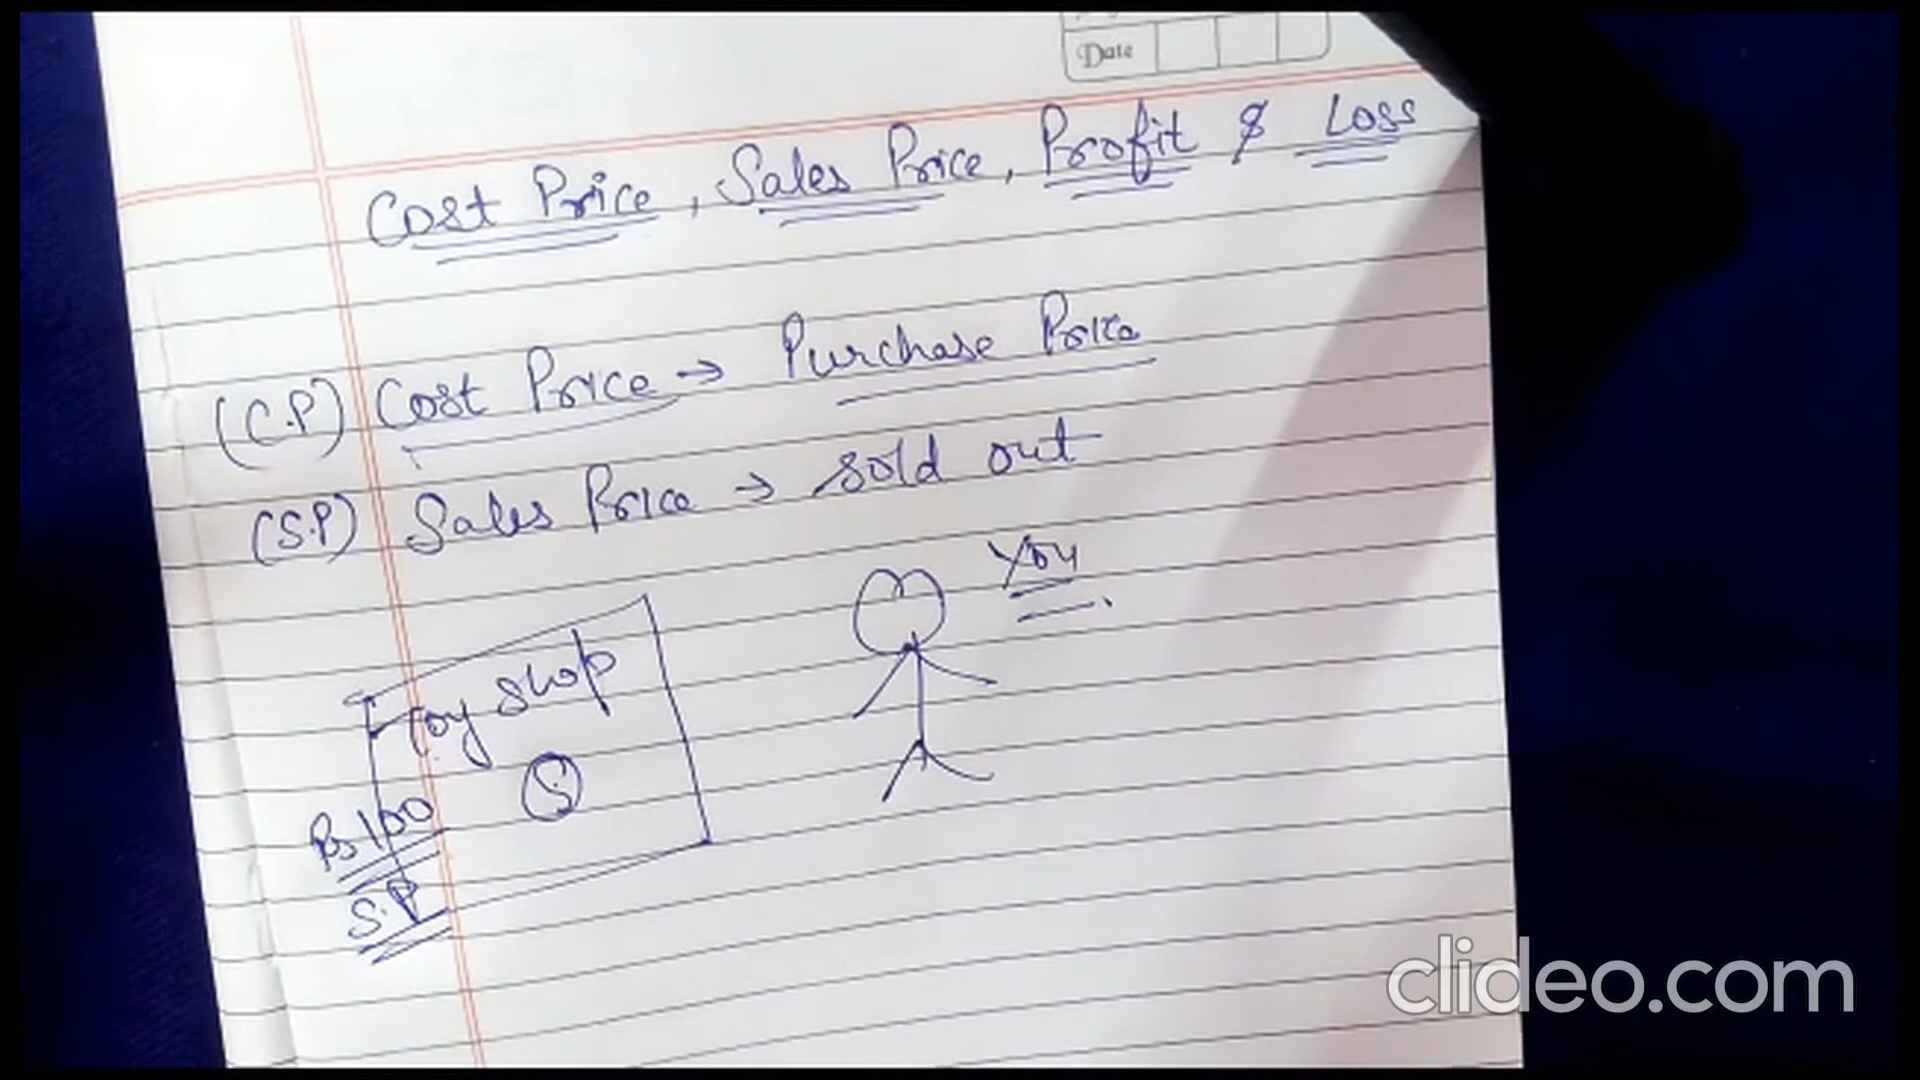 Date
Cost Price, Sales Price, Profit & Loss
(C.P) Cost Price → Purchase Price
(S.P) Sales Price → sold out
You
Toy shop
S
Rs 100
S.P
clideo.com